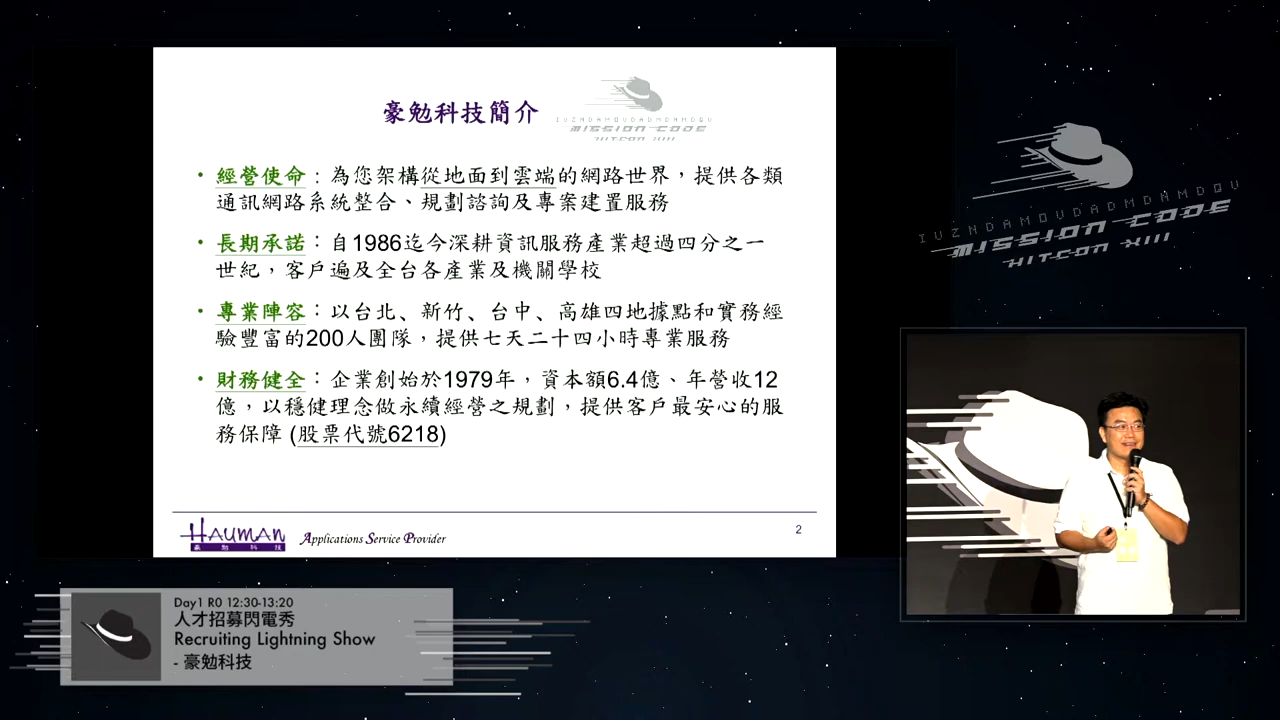 豪勉科技簡介
IVZNDAMOVDADMDHMDQV
MISSION CODE
HITCON XIII
• 經營使命：為您架構從地面到雲端的網路世界，提供各類
通訊網路系統整合、規劃諮詢及專案建置服務
• 長期承諾：自1986迄今深耕資訊服務產業超過四分之一
世紀，客戶遍及全台各產業及機關學校
• 專業陣容：以台北、新竹、台中、高雄四地據點和實務經
驗豐富的200人團隊，提供七天二十四小時專業服務
• 財務健全：企業創始於1979年，資本額6.4億、年營收12
億，以穩健理念做永續經營之規劃，提供客戶最安心的服
務保障 (股票代號6218)
HAUMAN
豪勉科技
Applications Service Provider
2
IVZNDAMOVDADMDHMDQV
MISSION CODE
HITCON XIII
Day1 R0 12:30-13:20
人才招募閃電秀
Recruiting Lightning Show
- 豪勉科技